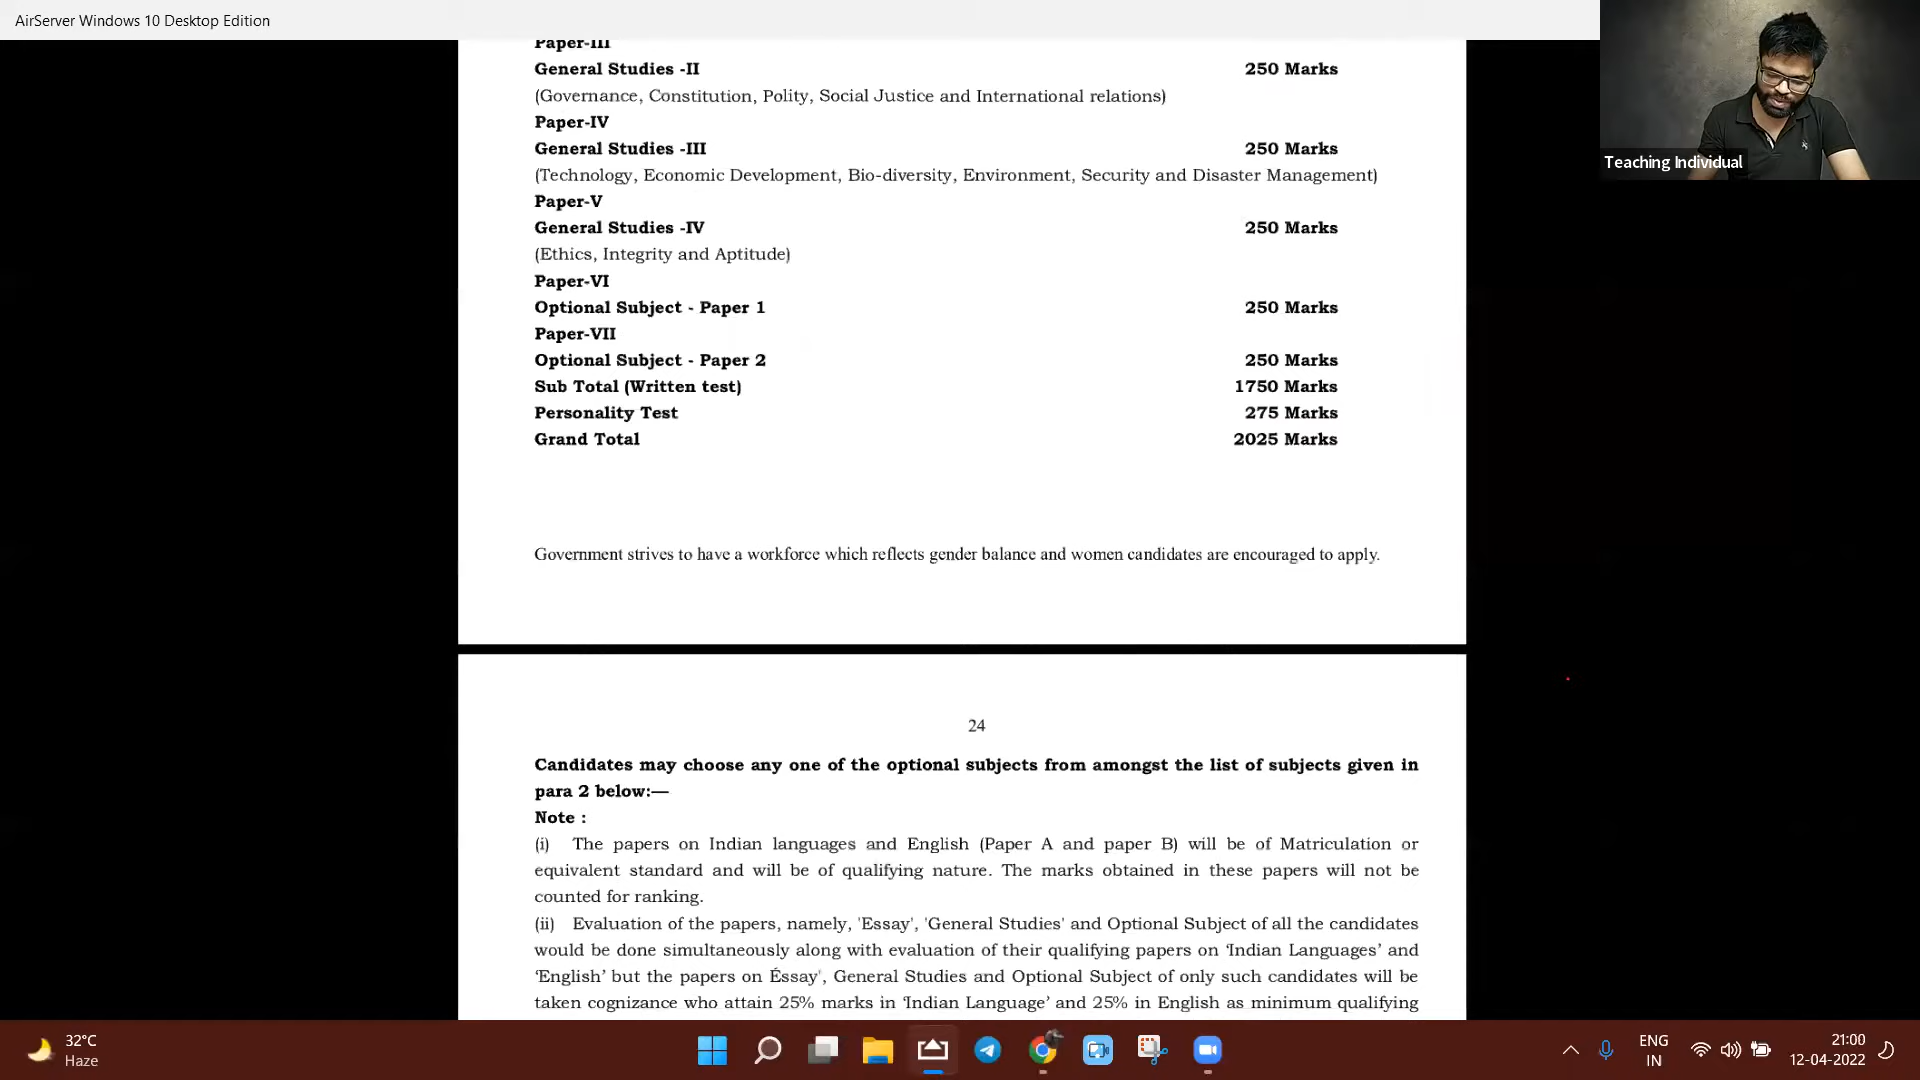 AirServer Windows 10 Desktop Edition
Paper-III
General Studies -II 250 Marks
(Governance, Constitution, Polity, Social Justice and International relations)
Paper-IV
General Studies -III 250 Marks
(Technology, Economic Development, Bio-diversity, Environment, Security and Disaster Management)
Paper-V
General Studies -IV 250 Marks
(Ethics, Integrity and Aptitude)
Paper-VI
Optional Subject - Paper 1 250 Marks
Paper-VII
Optional Subject - Paper 2 250 Marks
Sub Total (Written test) 1750 Marks
Personality Test 275 Marks
Grand Total 2025 Marks
Government strives to have a workforce which reflects gender balance and women candidates are encouraged to apply.
24
Candidates may choose any one of the optional subjects from amongst the list of subjects given in
para 2 below:—
Note :
(i) The papers on Indian languages and English (Paper A and paper B) will be of Matriculation or
equivalent standard and will be of qualifying nature. The marks obtained in these papers will not be
counted for ranking.
(ii) Evaluation of the papers, namely, 'Essay', 'General Studies' and Optional Subject of all the candidates
would be done simultaneously along with evaluation of their qualifying papers on ‘Indian Languages’ and
‘English’ but the papers on Éssay', General Studies and Optional Subject of only such candidates will be
taken cognizance who attain 25% marks in ‘Indian Language’ and 25% in English as minimum qualifying
Teaching Individual
32°C
Haze
ENG
IN
21:00
12-04-2022